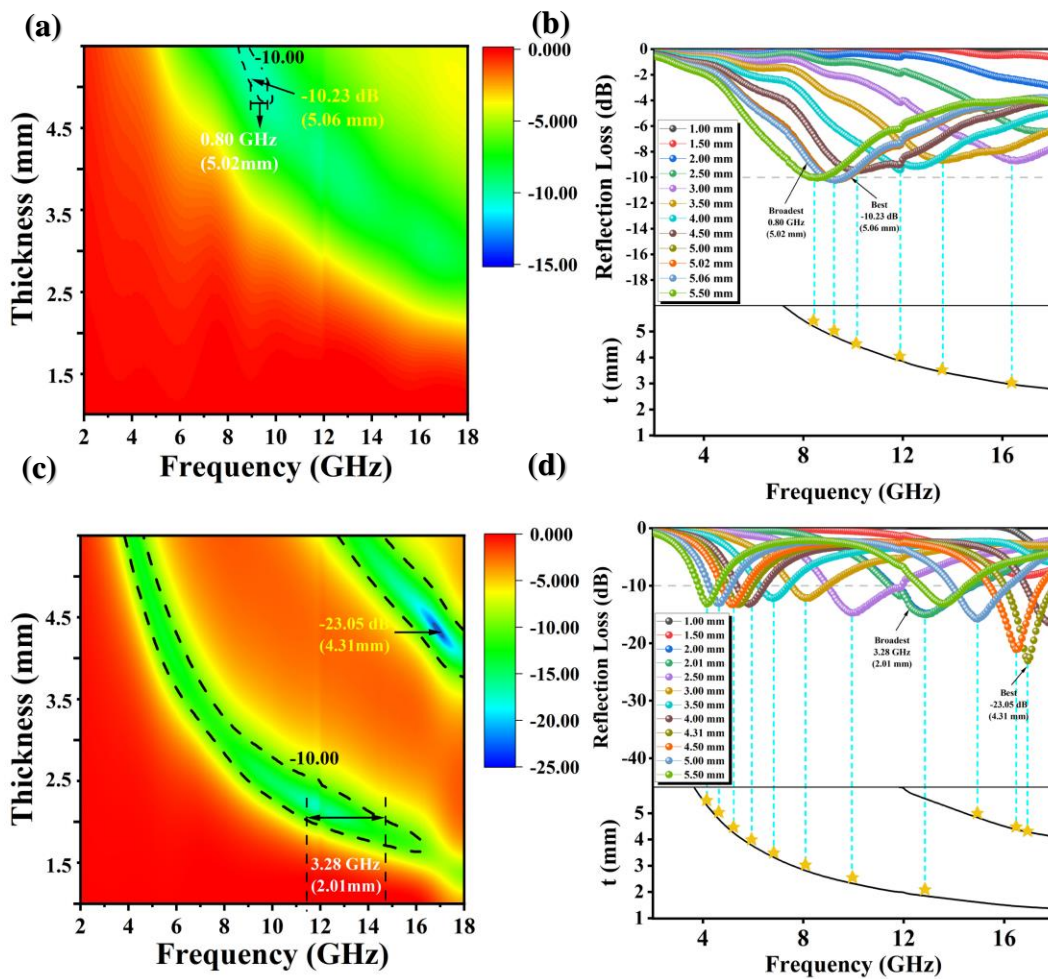 (a)
Thickness (mm)
4.5
3.5
2.5
1.5
-10.00
-10.23 dB
(5.06 mm)
0.80 GHz
(5.02mm)
2 4 6 8 10 12 14 16 18
Frequency (GHz)
0.000
-5.000
-10.00
-15.00
(b)
Reflection Loss (dB)
0
-2
-4
-6
-8
-10
-12
-14
-16
-18
1.00 mm
1.50 mm
2.00 mm
2.50 mm
3.00 mm
3.50 mm
4.00 mm
4.50 mm
5.00 mm
5.02 mm
5.06 mm
5.50 mm
Broadest
0.80 GHz
(5.02 mm)
Best
-10.23 dB
(5.06 mm)
t (mm)
5
4
3
2
1
4 8 12 16
Frequency (GHz)
(c)
Thickness (mm)
4.5
3.5
2.5
1.5
-23.05 dB
(4.31mm)
-10.00
3.28 GHz
(2.01mm)
2 4 6 8 10 12 14 16 18
Frequency (GHz)
0.000
-5.000
-10.00
-15.00
-20.00
-25.00
(d)
Reflection Loss (dB)
0
-10
-20
-30
-40
1.00 mm
1.50 mm
2.00 mm
2.01 mm
2.50 mm
3.00 mm
3.50 mm
4.00 mm
4.31 mm
4.50 mm
5.00 mm
5.50 mm
Broadest
3.28 GHz
(2.01 mm)
Best
-23.05 dB
(4.31 mm)
t (mm)
5
4
3
2
1
4 8 12 16
Frequency (GHz)